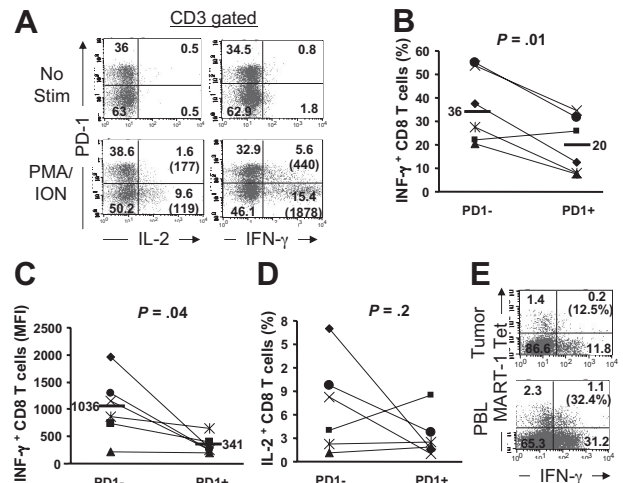 A
CD3 gated
No Stim
PMA/ION
PD-1
36
0.5
63
0.5
34.5
0.8
62.9
1.8
38.6
1.6
(177)
50.2
9.6
(119)
32.9
5.6
(440)
46.1
15.4
(1878)
IL-2
IFN-γ
B
P = .01
INF-γ+ CD8 T cells (%)
60
50
40
30
20
10
0
36
20
PD1-
PD1+
C
P = .04
INF-γ+ CD8 T cells (MFI)
2500
2000
1500
1000
500
0
1036
341
PD1-
PD1+
D
P = .2
IL-2+ CD8 T cells (%)
8
2
9
6
3
0
PD1-
PD1+
E
Tumor
PBL
MART-1 Tet
1.4
0.2
(12.5%)
86.6
11.8
2.3
1.1
(32.4%)
65.3
31.2
IFN-γ